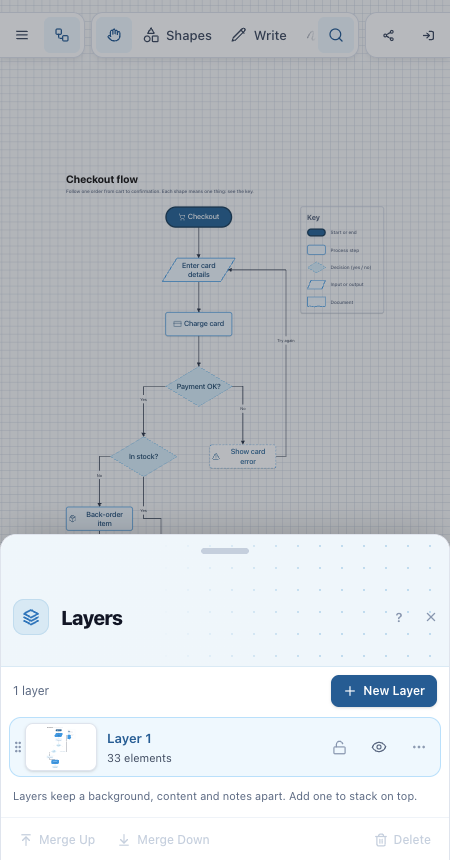 Shapes
Write
Checkout flow
Follow one order from cart to confirmation. Each shape means one thing; see the key.
Checkout
Key
Start or end
Process step
Decision (yes / no)
Input or output
Document
Enter card
details
Charge card
Try again
Payment OK?
Yes
No
In stock?
Show card
error
No
Yes
Back-order
item
Layers
?
1 layer
New Layer
Layer 1
33 elements
Layers keep a background, content and notes apart. Add one to stack on top.
Merge Up
Merge Down
Delete